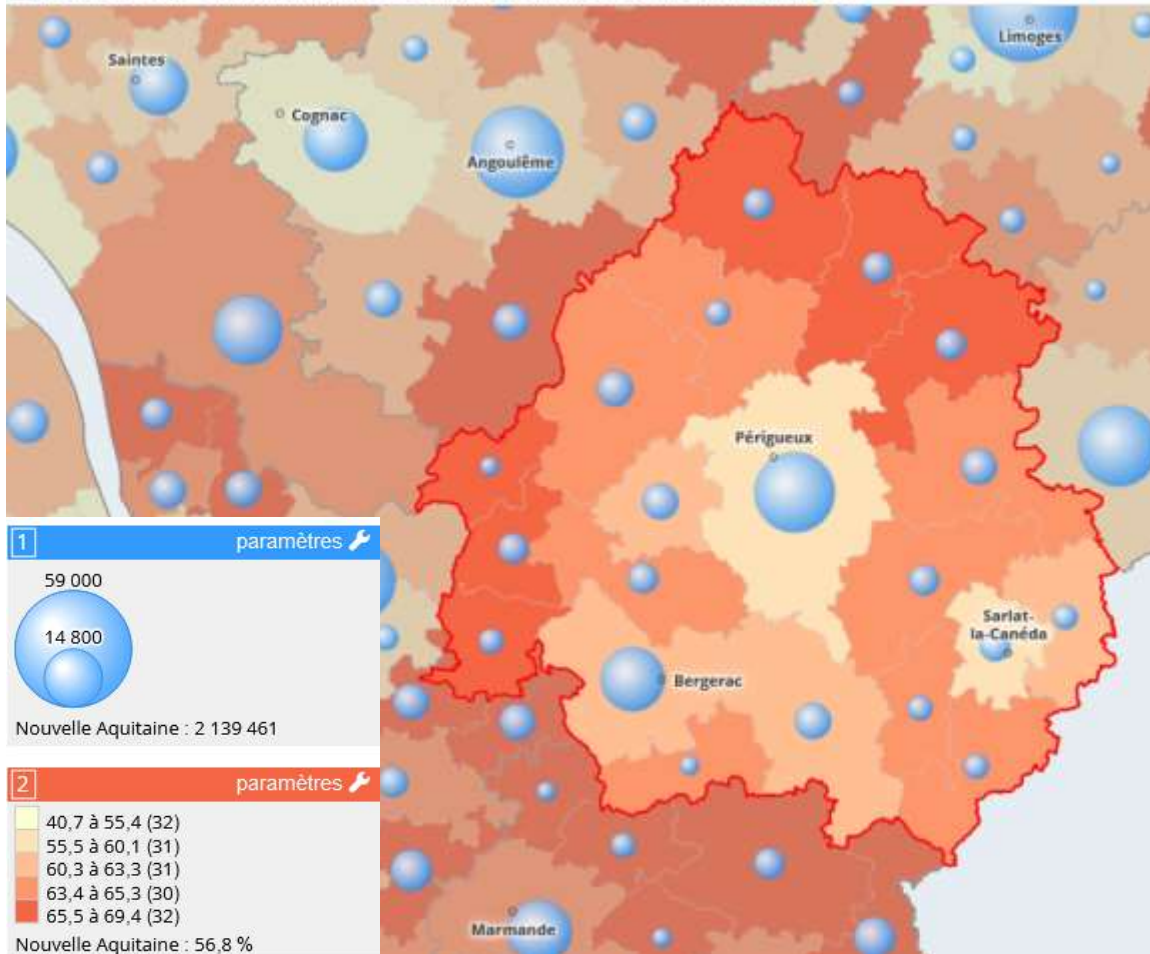 Saintes
Cognac
Angoulême
Limoges
Périgueux
Sarlat-
la-Canéda
Bergerac
Marmande
1 paramètres
59 000
14 800
Nouvelle Aquitaine : 2 139 461
2 paramètres
40,7 à 55,4 (32)
55,5 à 60,1 (31)
60,3 à 63,3 (31)
63,4 à 65,3 (30)
65,5 à 69,4 (32)
Nouvelle Aquitaine : 56,8 %